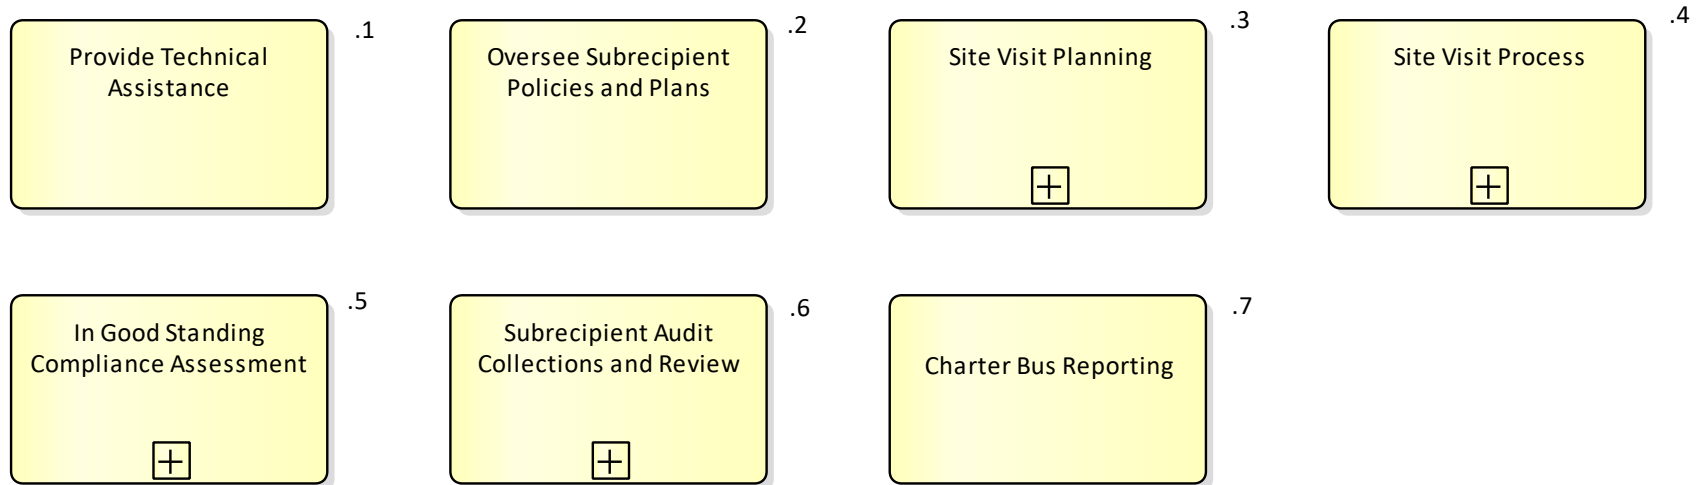 Provide Technical
Assistance
.1
Oversee Subrecipient
Policies and Plans
.2
Site Visit Planning
.3
Site Visit Process
.4
In Good Standing
Compliance Assessment
.5
Subrecipient Audit
Collections and Review
.6
Charter Bus Reporting
.7